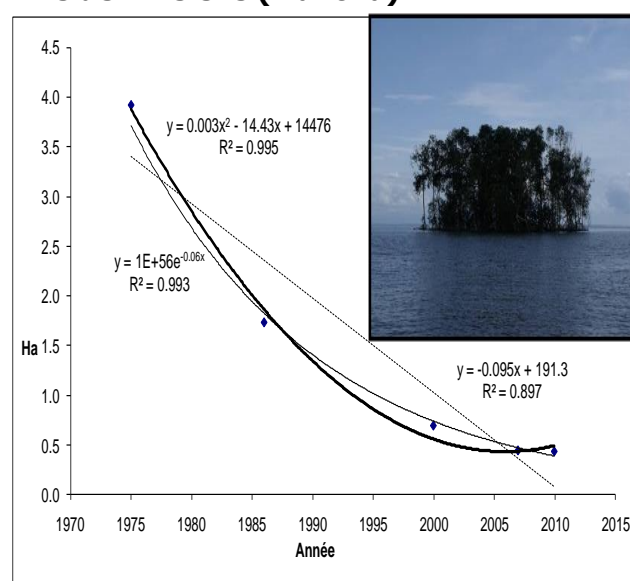 4.5
4.0
3.5
3.0
2.5
2.0
1.5
1.0
0.5
0.0
Ha
y = 0.003x² - 14.43x + 14476
R² = 0.995
y = 1E+56e^-0.06x
R² = 0.993
y = -0.095x + 191.3
R² = 0.897
1970 1975 1980 1985 1990 1995 2000 2005 2010 2015
Année